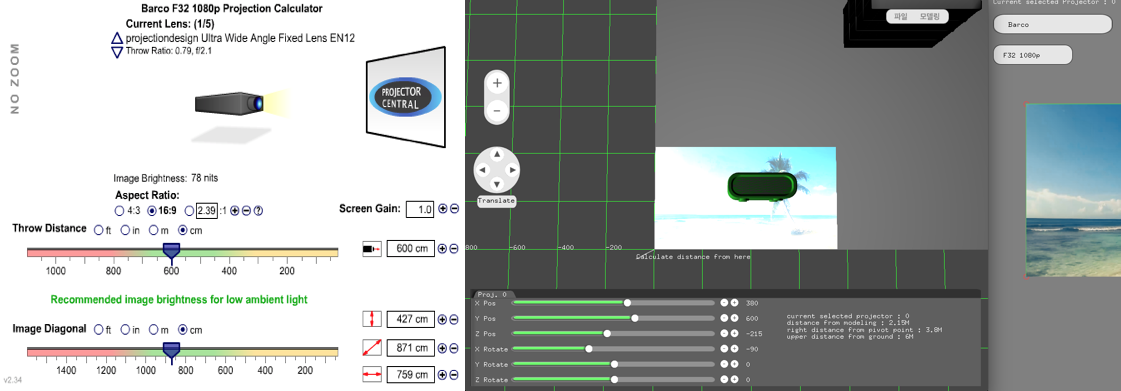 Barco F32 1080p Projection Calculator
Current Lens: (1/5)
projectiondesign Ultra Wide Angle Fixed Lens EN12
Throw Ratio: 0.79, f/2.1
NO ZOOM
PROJECTOR
CENTRAL
Image Brightness: 78 nits
Aspect Ratio:
4:3 16:9 2.39 :1
Screen Gain: 1.0
Throw Distance ft in m cm
600 cm
1000 800 600 400 200
Recommended image brightness for low ambient light
427 cm
Image Diagonal ft in m cm
871 cm
1400 1200 1000 800 600 400 200
759 cm
v2.34
파일 모델링
Translate
800 -600 -400 -200
Calculate distance from here
Proj. 0
X Pos 380
Y Pos 600
Z Pos -215
X Rotate -90
Y Rotate 0
Z Rotate 0
current selected projector : 0
distance from modeling : 2.15M
right distance from pivot point : 3.8M
upper distance from ground : 6M
Current selected Projector : 0
Barco
F32 1080p